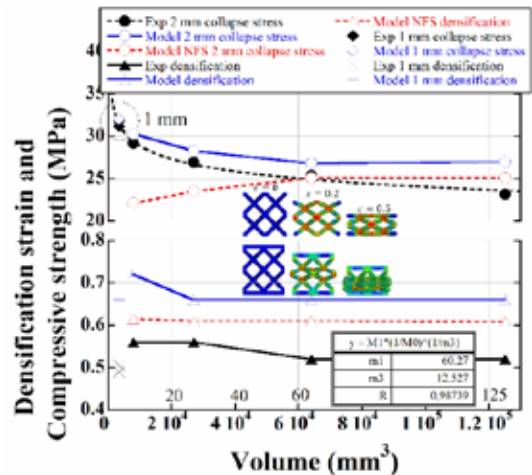 Exp 2 mm collapse stress
Model 2 mm collapse stress
Model NFS 2 mm collapse stress
Exp densification
Model densification
Model NFS densification
Exp 1 mm collapse stress
Model 1 mm collapse stress
Exp 1 mm densification
Model 1 mm densification
Densification strain and
Compressive strength (MPa)
40
35
30
25
20
0.8
0.7
0.6
0.5
0.4
1 mm
ε = 0
ε = 0.2
ε = 0.5
y = M1*(1/M0)^(1/m3)
m1 60.27
m3 12.527
R 0.98739
20 60 125
0 2 10⁴ 4 10⁴ 6 10⁴ 8 10⁴ 1 10⁵ 1.2 10⁵
Volume (mm³)